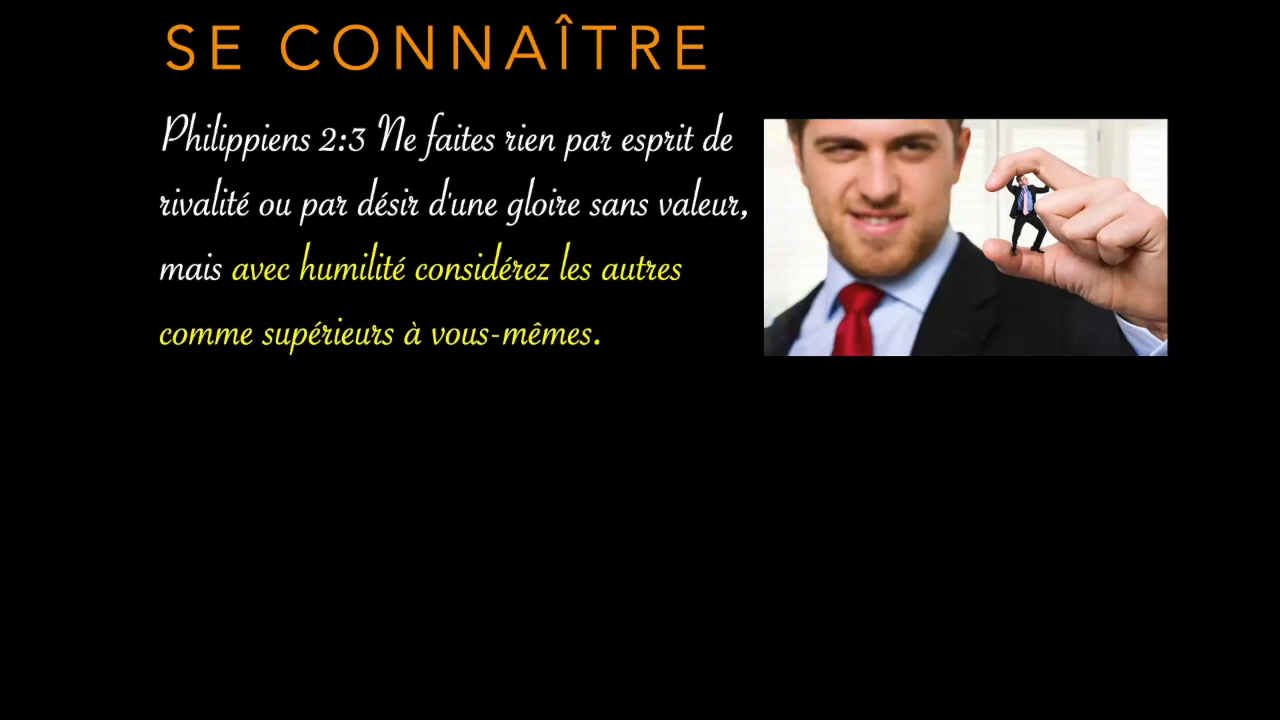 SE CONNAÎTRE
Philippiens 2:3 Ne faites rien par esprit de
rivalité ou par désir d'une gloire sans valeur,
mais avec humilité considérez les autres
comme supérieurs à vous-mêmes.